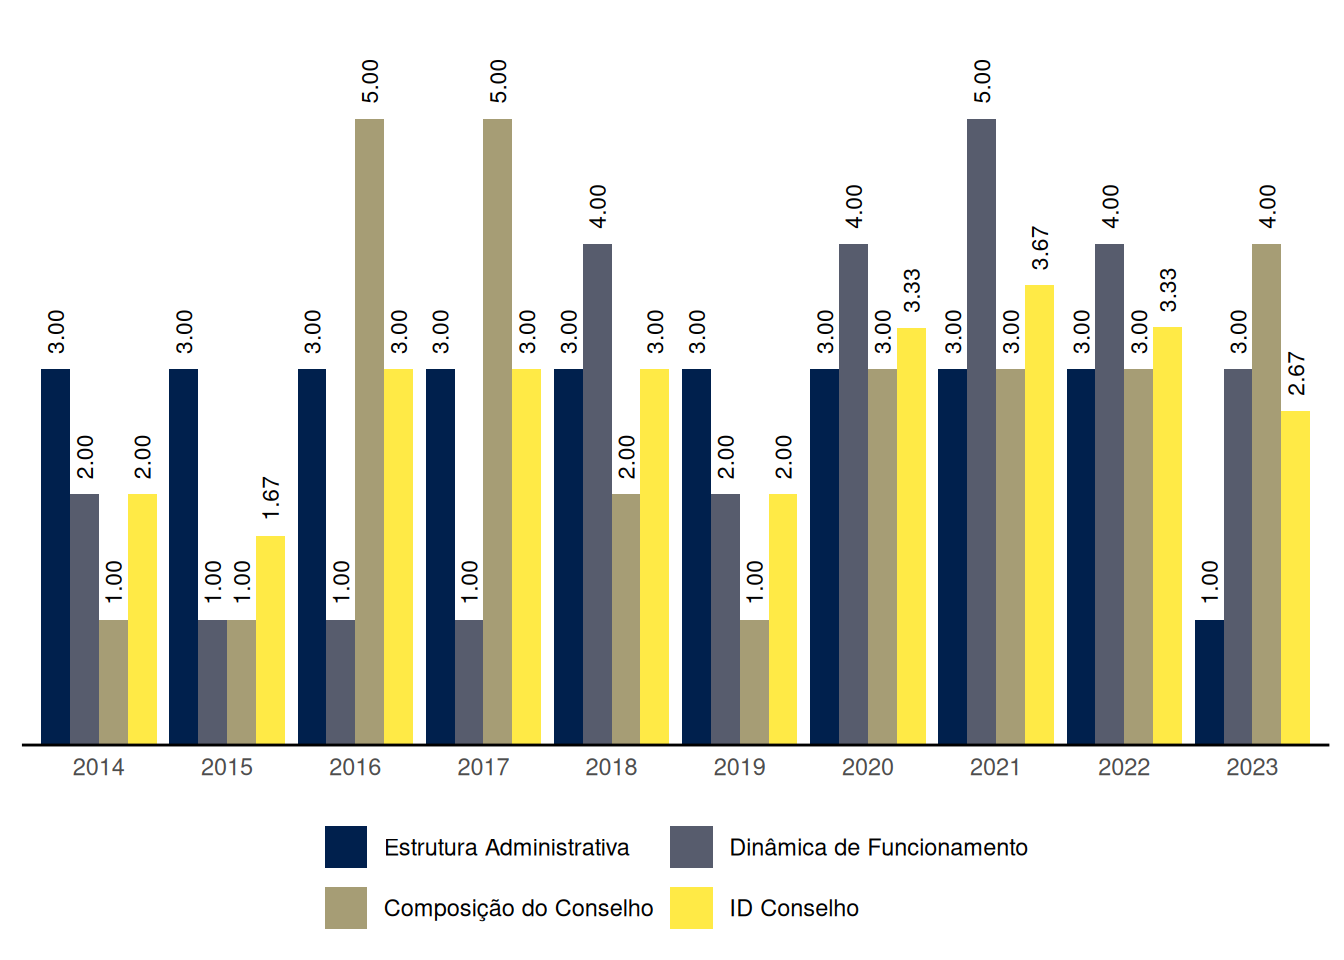 3.00 2.00 1.00 2.00 3.00 1.00 1.00 1.67 3.00 1.00 5.00 3.00 3.00 1.00 5.00 3.00 3.00 4.00 2.00 3.00 3.00 2.00 1.00 2.00 3.00 4.00 3.00 3.33 3.00 5.00 3.00 3.67 3.00 4.00 3.00 3.33 1.00 3.00 4.00 2.67
2014 2015 2016 2017 2018 2019 2020 2021 2022 2023
Estrutura Administrativa Dinâmica de Funcionamento
Composição do Conselho ID Conselho